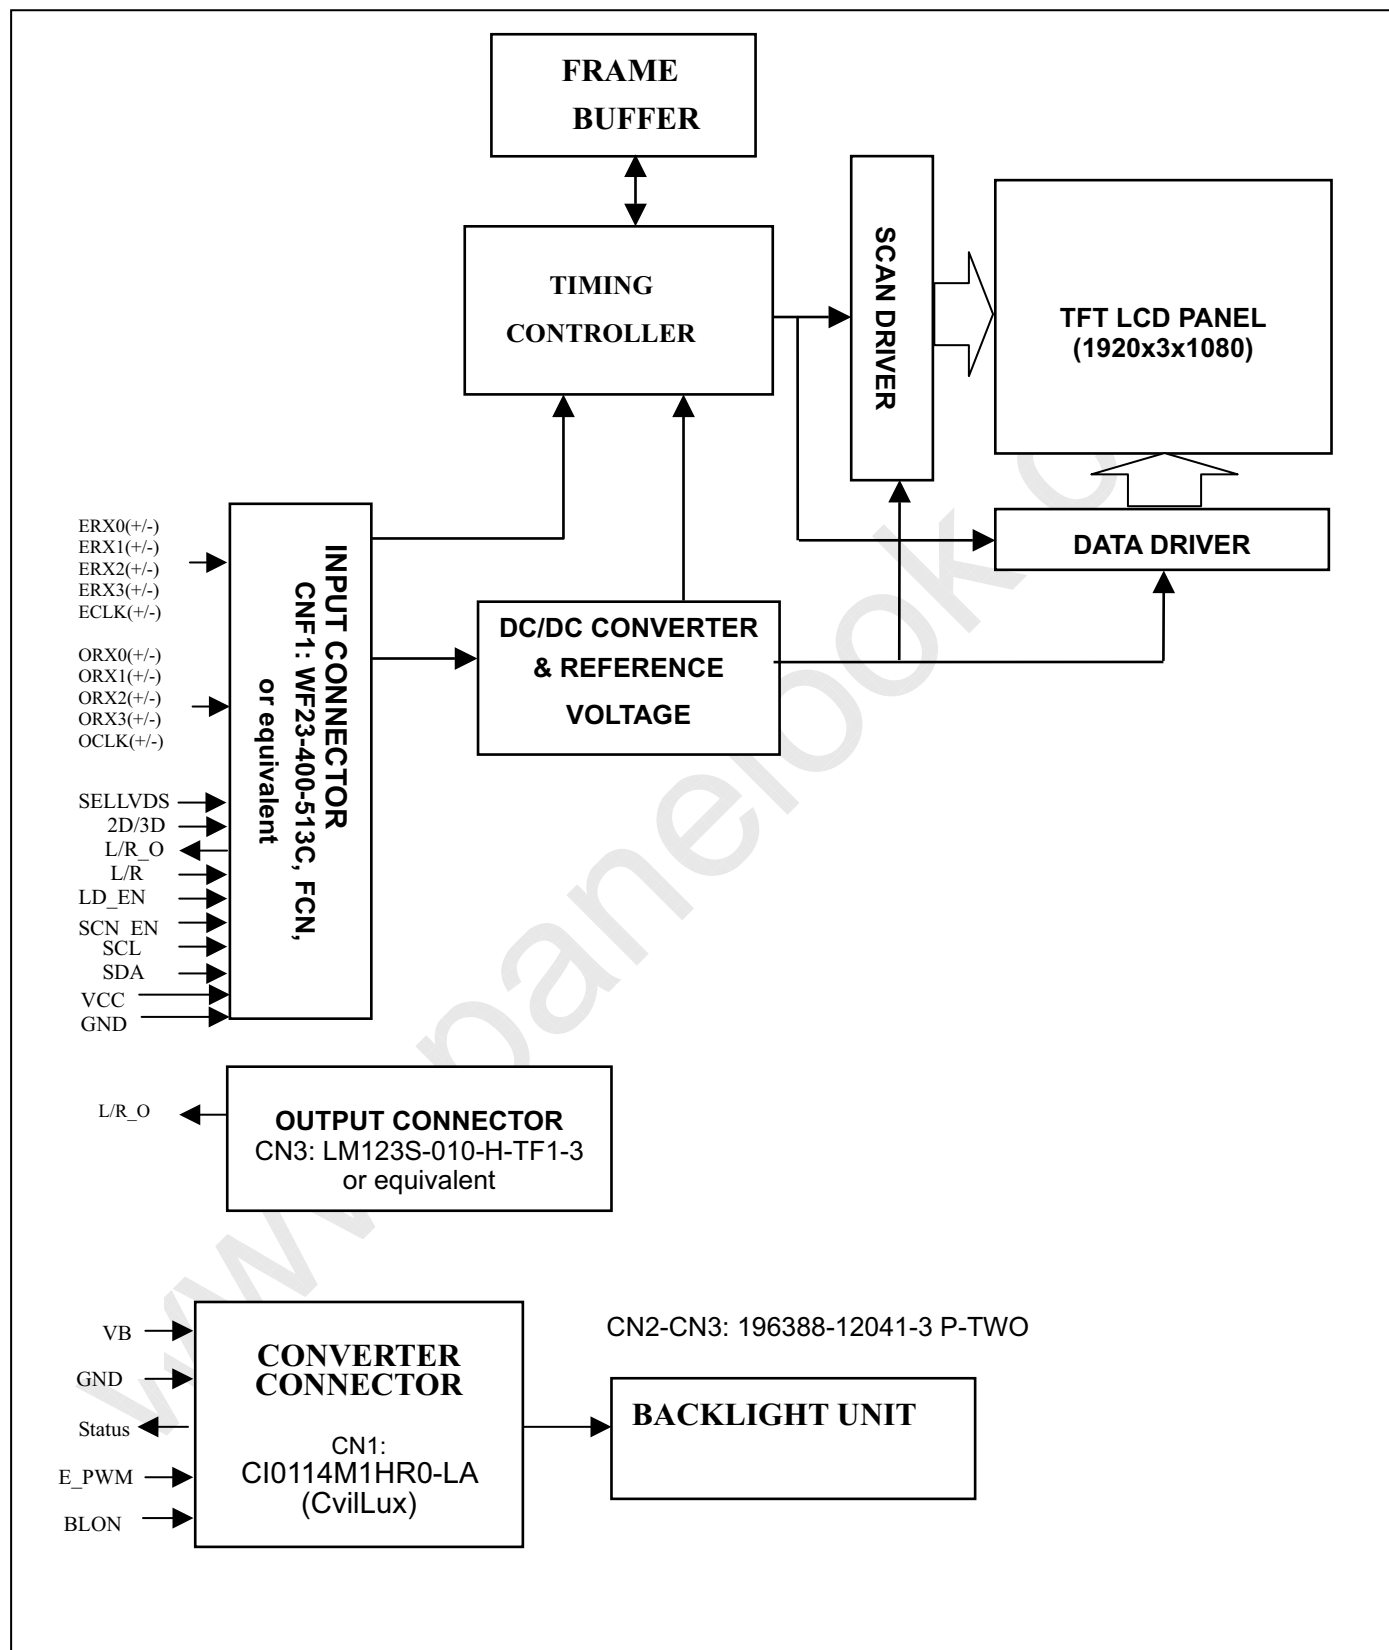 FRAME
BUFFER
TIMING
CONTROLLER
SCAN DRIVER
TFT LCD PANEL
(1920x3x1080)
DATA DRIVER
ERX0(+/-)
ERX1(+/-)
ERX2(+/-)
ERX3(+/-)
ECLK(+/-)
ORX0(+/-)
ORX1(+/-)
ORX2(+/-)
ORX3(+/-)
OCLK(+/-)
SELLVDS
2D/3D
L/R_O
L/R
LD_EN
SCN_EN
SCL
SDA
VCC
GND
INPUT CONNECTOR
CNF1: WF23-400-513C, FCN,
or equivalent
DC/DC CONVERTER
& REFERENCE
VOLTAGE
L/R_O
OUTPUT CONNECTOR
CN3: LM123S-010-H-TF1-3
or equivalent
VB
GND
Status
E_PWM
BLON
CONVERTER
CONNECTOR
CN1:
CI0114M1HR0-LA
(CvilLux)
CN2-CN3: 196388-12041-3 P-TWO
BACKLIGHT UNIT